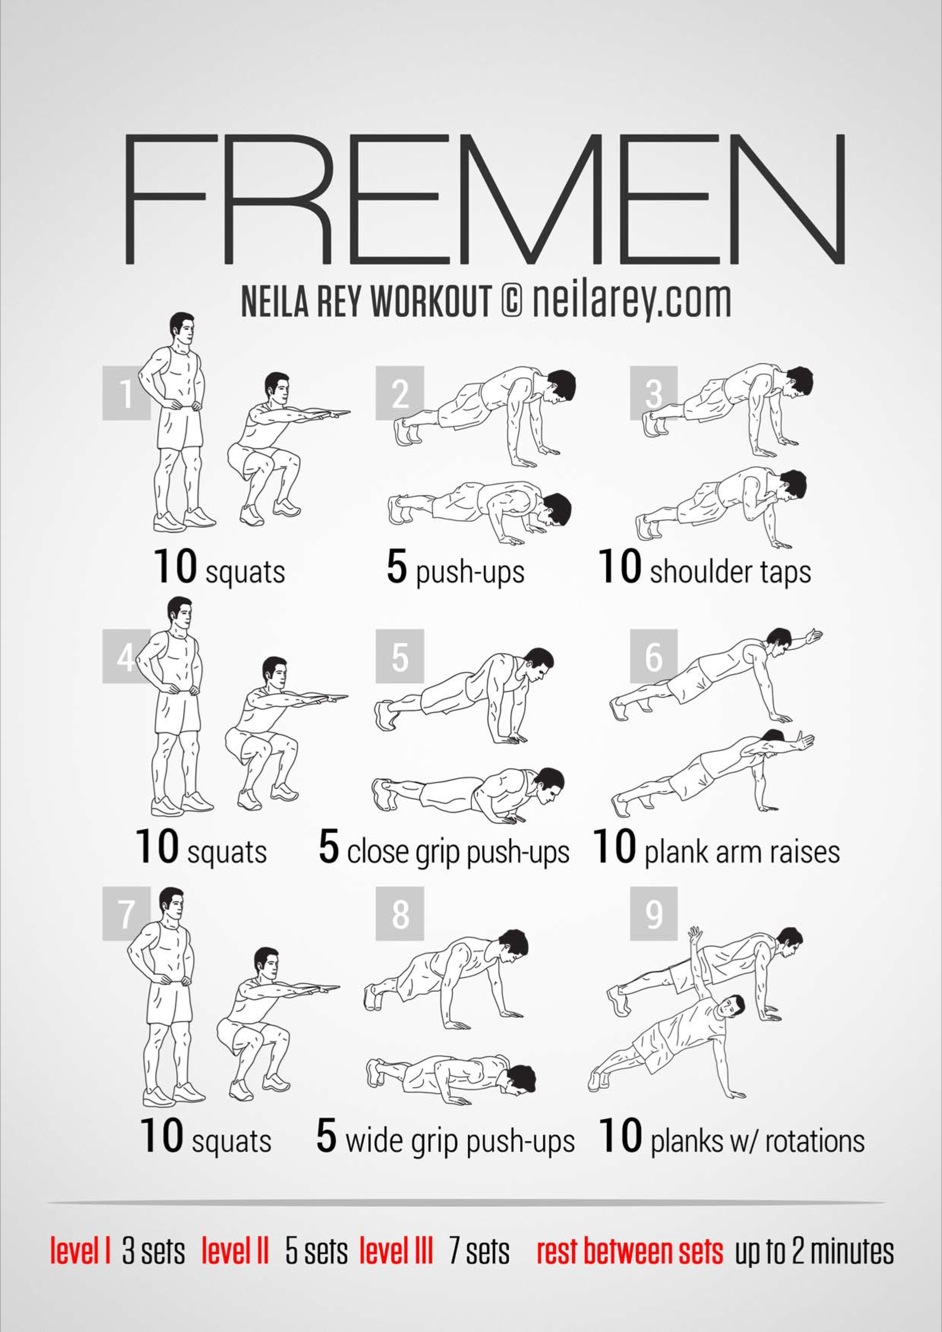 FREMEN
NEILA REY WORKOUT © neilarey.com
1
2
3
10 squats
5 push-ups
10 shoulder taps
4
5
6
10 squats
5 close grip push-ups
10 plank arm raises
7
8
9
10 squats
5 wide grip push-ups
10 planks w/ rotations
level I 3 sets level II 5 sets level III 7 sets rest between sets up to 2 minutes